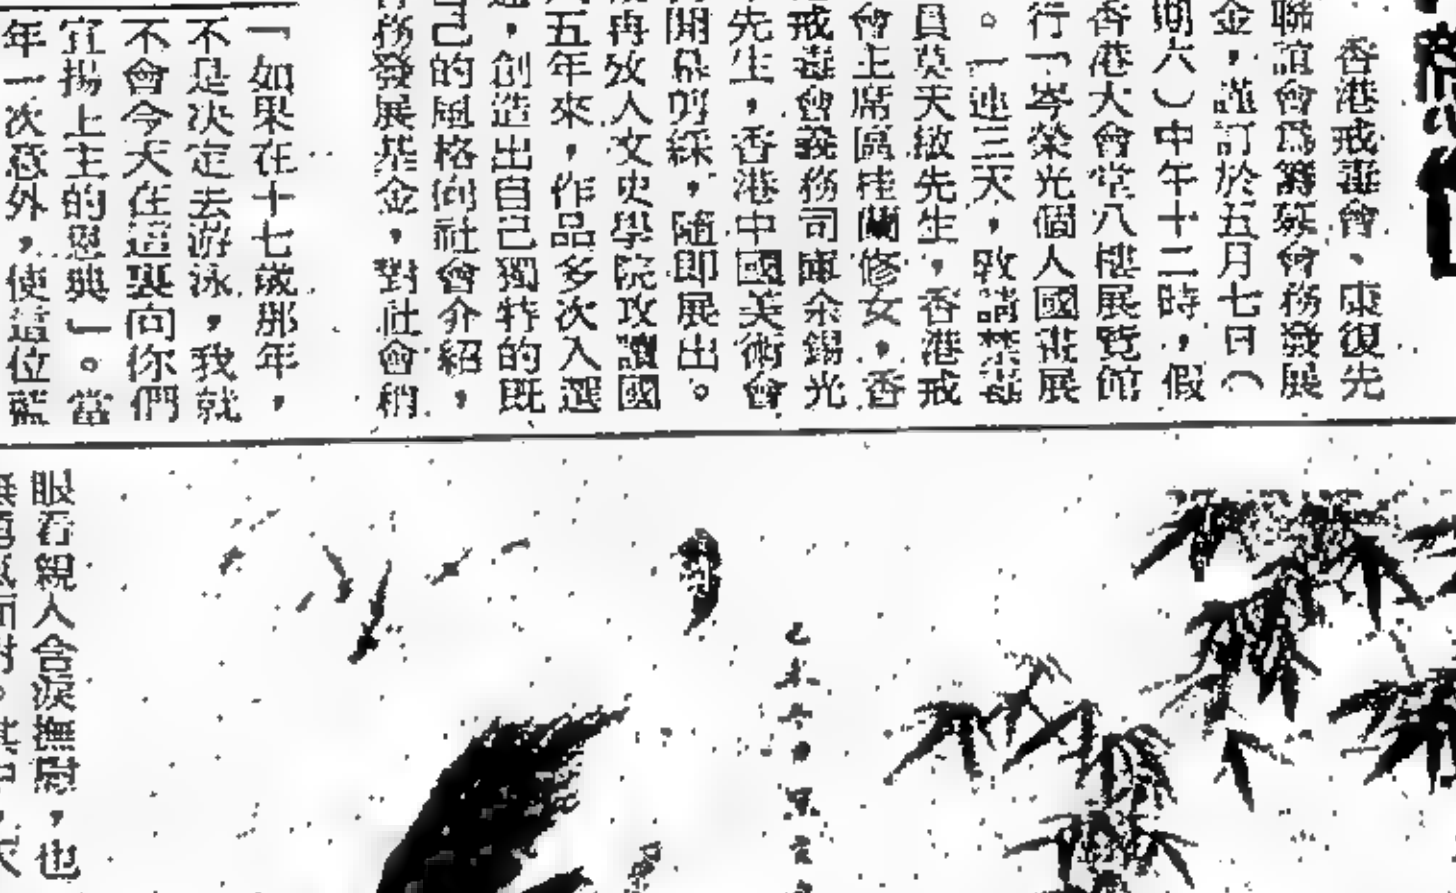 香港戒毒會、康復先
聯誼會爲籌募會務發展
金，謹訂於五月七日（
期六）中午十二時，假
香港大會堂八樓展覽館
行「岑榮光個人國畫展
。一連三天，敦請禁毒
員莫天敏先生，香港戒
會主席區桂蘭修女，香
戒毒會義務司庫余錫光
先生，香港中國美術會
開幕剪綵，隨即展出。
再攻人文史學院攻讀國
五年來，作品多次入選
，創造出自己獨特的既
己的風格向社會介紹，
務發展基金，對社會稍
「如果在十七歲那年，
不是決定去游泳，我就
不會今天在這裏向你們
宣揚上主的恩典」。當
年一次意外，使這位藍
眼看親人含淚撫慰，也
乙未